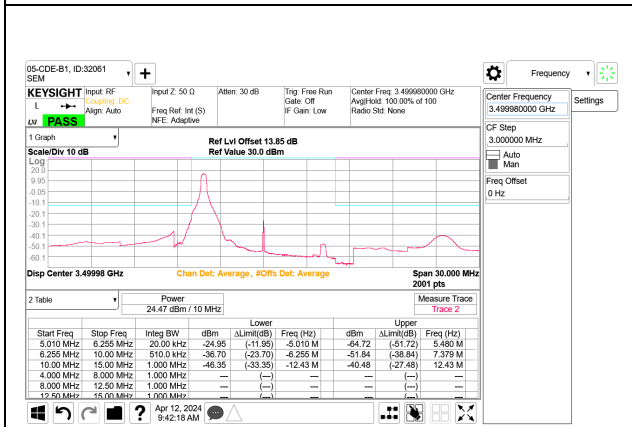 05-CDE-B1, ID:32061
SEM
+
Frequency
KEYSIGHT
L
LXI
PASS
Input: RF
Coupling: DC
Align: Auto
Input Z: 50 Ω
Freq Ref: Int (S)
NFE: Adaptive
Atten: 30 dB
Trig: Free Run
Gate: Off
IF Gain: Low
Center Freq: 3.499980000 GHz
Avg|Hold: 100.00% of 100
Radio Std: None
Center Frequency
3.499980000 GHz
Settings
CF Step
3.000000 MHz
Auto
Man
Freq Offset
0 Hz
1 Graph
Scale/Div 10 dB
Ref Lvl Offset 13.85 dB
Ref Value 30.0 dBm
Log
20.0
9.95
-0.05
-10.1
-20.1
-30.1
-40.1
-50.1
-60.1
Disp Center 3.49998 GHz
Chan Det: Average , #Offs Det: Average
Span 30.000 MHz
2001 pts
2 Table
Power
24.47 dBm / 10 MHz
Measure Trace
Trace 2
Lower Upper
Start Freq Stop Freq Integ BW dBm ΔLimit(dB) Freq (Hz) dBm ΔLimit(dB) Freq (Hz)
5.010 MHz 6.255 MHz 20.00 kHz -24.95 (-11.95) -5.010 M -64.72 (-51.72) 5.480 M
6.255 MHz 10.00 MHz 510.0 kHz -36.70 (-23.70) -6.255 M -51.84 (-38.84) 7.379 M
10.00 MHz 15.00 MHz 1.000 MHz -46.35 (-33.35) -12.43 M -40.48 (-27.48) 12.43 M
4.000 MHz 8.000 MHz 1.000 MHz --- (---) --- --- (---) ---
8.000 MHz 12.50 MHz 1.000 MHz --- (---) --- --- (---) ---
12.50 MHz 15.00 MHz 1.000 MHz --- (---) --- --- (---) ---
?
Apr 12, 2024
9:42:18 AM